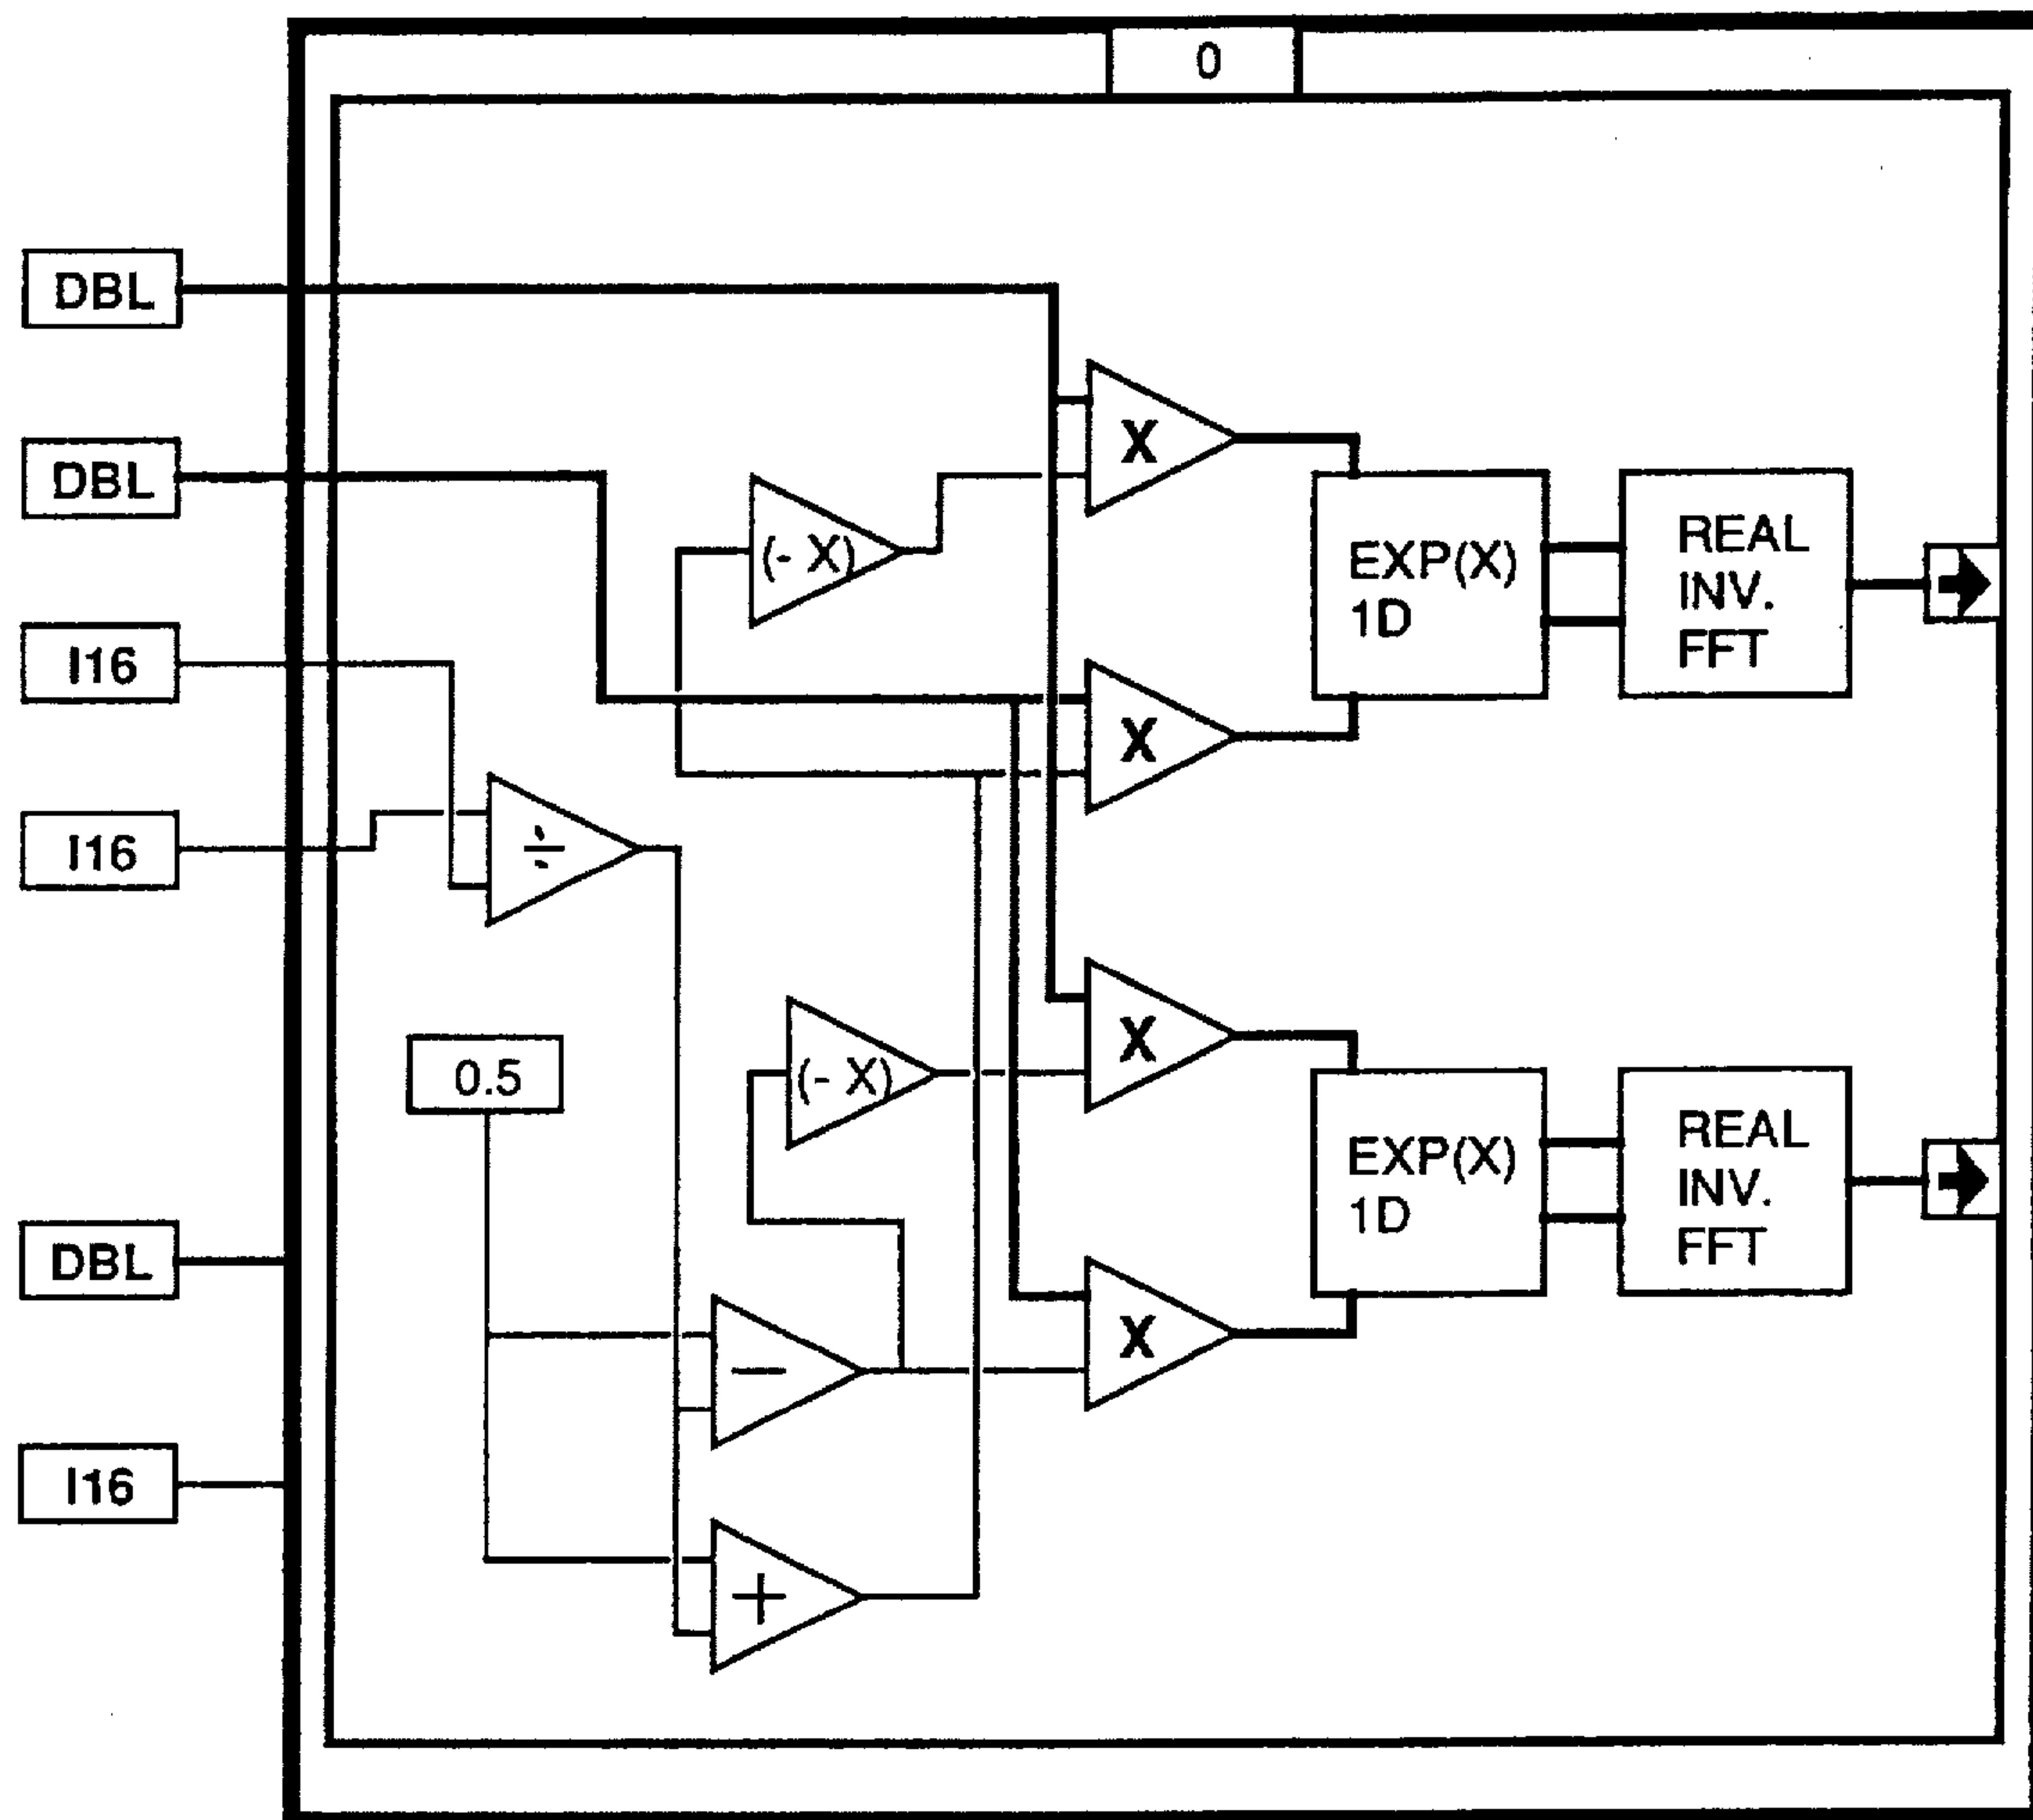 0
DBL
X
DBL
(- X)
EXP(X)
1D
REAL
INV.
FFT
I16
X
I16
÷
X
0.5
(- X)
EXP(X)
1D
REAL
INV.
FFT
DBL
X
−
I16
+